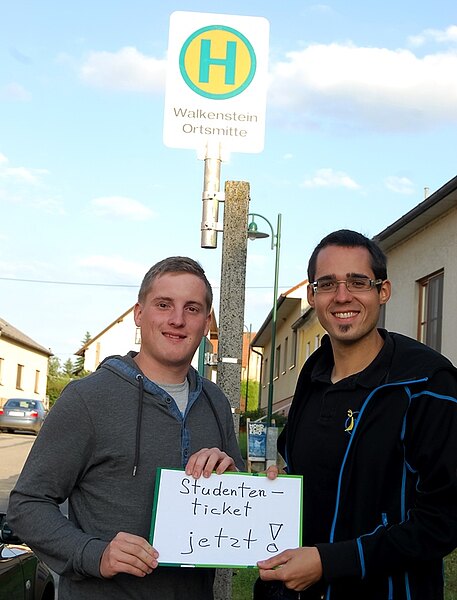 H
Walkenstein
Ortsmitte
Studenten-
ticket
jetzt!